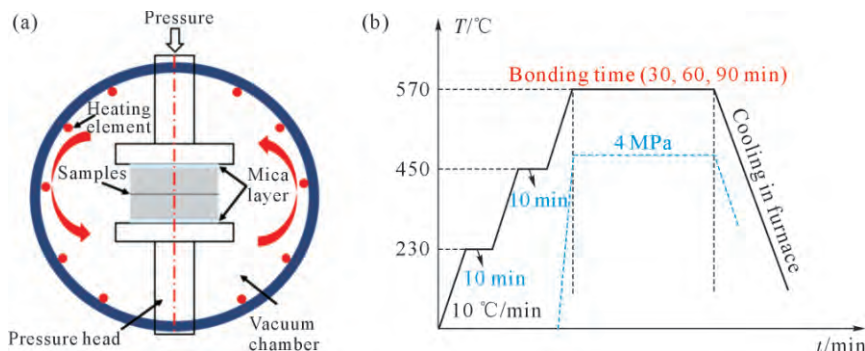 (a)
Pressure
Heating
element
Samples
Mica
layer
Pressure head
Vacuum
chamber
(b)
T/℃
Bonding time (30, 60, 90 min)
570
4 MPa
450
10 min
230
10 min
10 ℃/min
Cooling in furnace
t/min